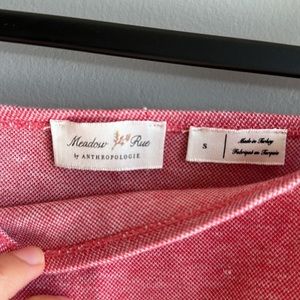 Meadow Rue
by ANTHROPOLOGIE
S
Made in Turkey
Fabriqué en Turquie